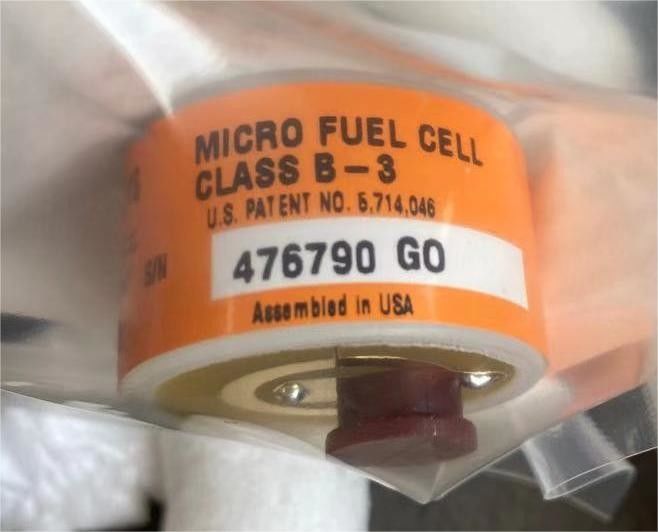 MICRO FUEL CELL
CLASS B-3
U.S. PATENT NO. 5,714,046
S/N
476790 GO
Assembled in USA